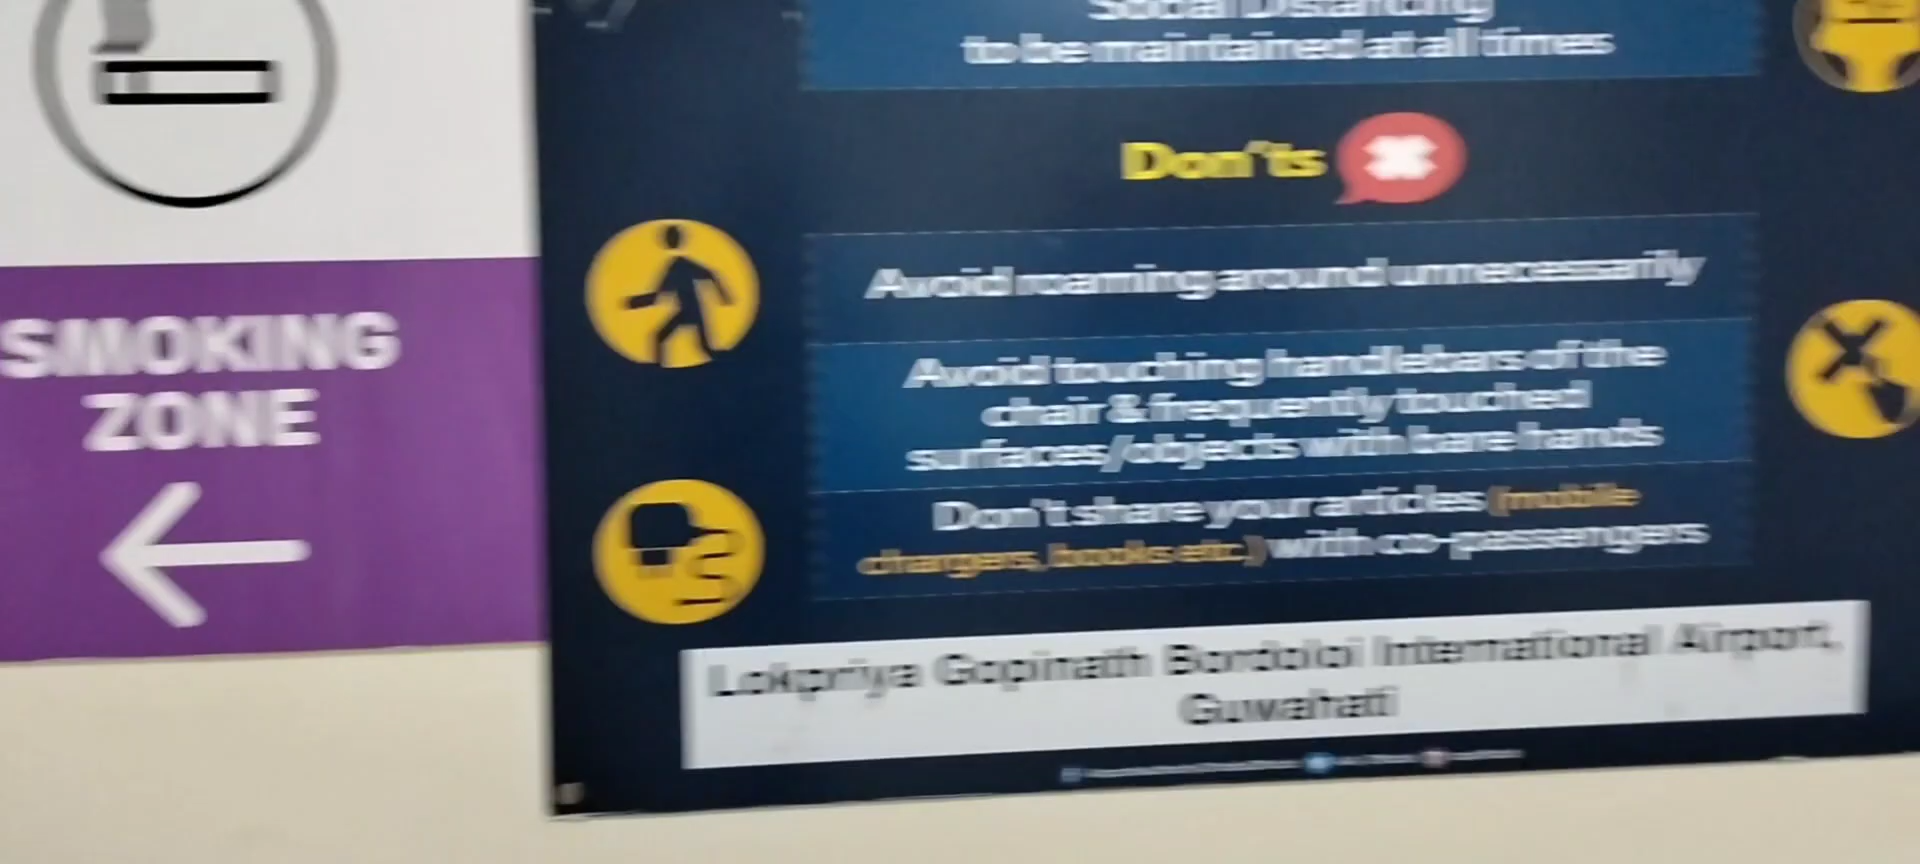 SMOKING
ZONE
Social Distancing
to be maintained at all times
Don'ts
Avoid roaming around unnecessarily
Avoid touching handlebars of the
chair & frequently touched
surfaces/objects with bare hands
Don't share your articles (mobile
chargers, books etc.) with co-passengers
Lokpriya Gopinath Bordoloi International Airport,
Guwahati